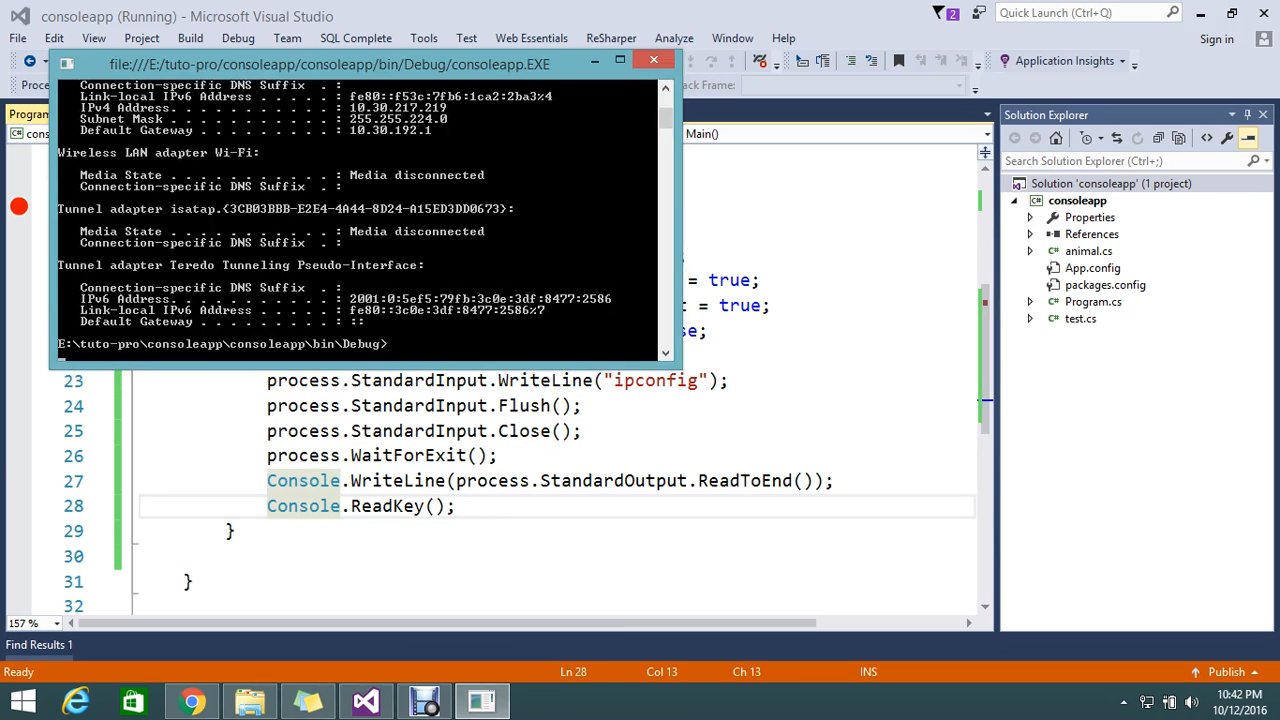 consoleapp (Running) - Microsoft Visual Studio
2
Quick Launch (Ctrl+Q)
File Edit View Project Build Debug Team SQL Complete Tools Test Web Essentials ReSharper Analyze Window Help
Sign in
file:///E:/tuto-pro/consoleapp/consoleapp/bin/Debug/consoleapp.EXE
Application Insights
Proce
Frame:
Connection-specific DNS Suffix . :
Link-local IPv6 Address . . . . . : fe80::f53c:7fb6:1ca2:2ba3%4
IPv4 Address. . . . . . . . . . . : 10.30.217.219
Subnet Mask . . . . . . . . . . . : 255.255.224.0
Default Gateway . . . . . . . . . : 10.30.192.1
Wireless LAN adapter Wi-Fi:
Media State . . . . . . . . . . . : Media disconnected
Connection-specific DNS Suffix . :
Tunnel adapter isatap.{3CB03BBB-E2E4-4A44-8D24-A15ED3DD0673}:
Media State . . . . . . . . . . . : Media disconnected
Connection-specific DNS Suffix . :
Tunnel adapter Teredo Tunneling Pseudo-Interface:
Connection-specific DNS Suffix . :
IPv6 Address. . . . . . . . . . . : 2001:0:5ef5:79fb:3c0e:3df:8477:2586
Link-local IPv6 Address . . . . . : fe80::3c0e:3df:8477:2586%7
Default Gateway . . . . . . . . . : ::
E:\tuto-pro\consoleapp\consoleapp\bin\Debug>
Program
cons
Main()
= true;
t = true;
se;
23 process.StandardInput.WriteLine("ipconfig");
24 process.StandardInput.Flush();
25 process.StandardInput.Close();
26 process.WaitForExit();
27 Console.WriteLine(process.StandardOutput.ReadToEnd());
28 Console.ReadKey();
29 }
30
31 }
32
157 %
Solution Explorer
Search Solution Explorer (Ctrl+;)
Solution 'consoleapp' (1 project)
consoleapp
Properties
References
animal.cs
App.config
packages.config
Program.cs
test.cs
Find Results 1
Ready Ln 28 Col 13 Ch 13 INS Publish
10:42 PM
10/12/2016